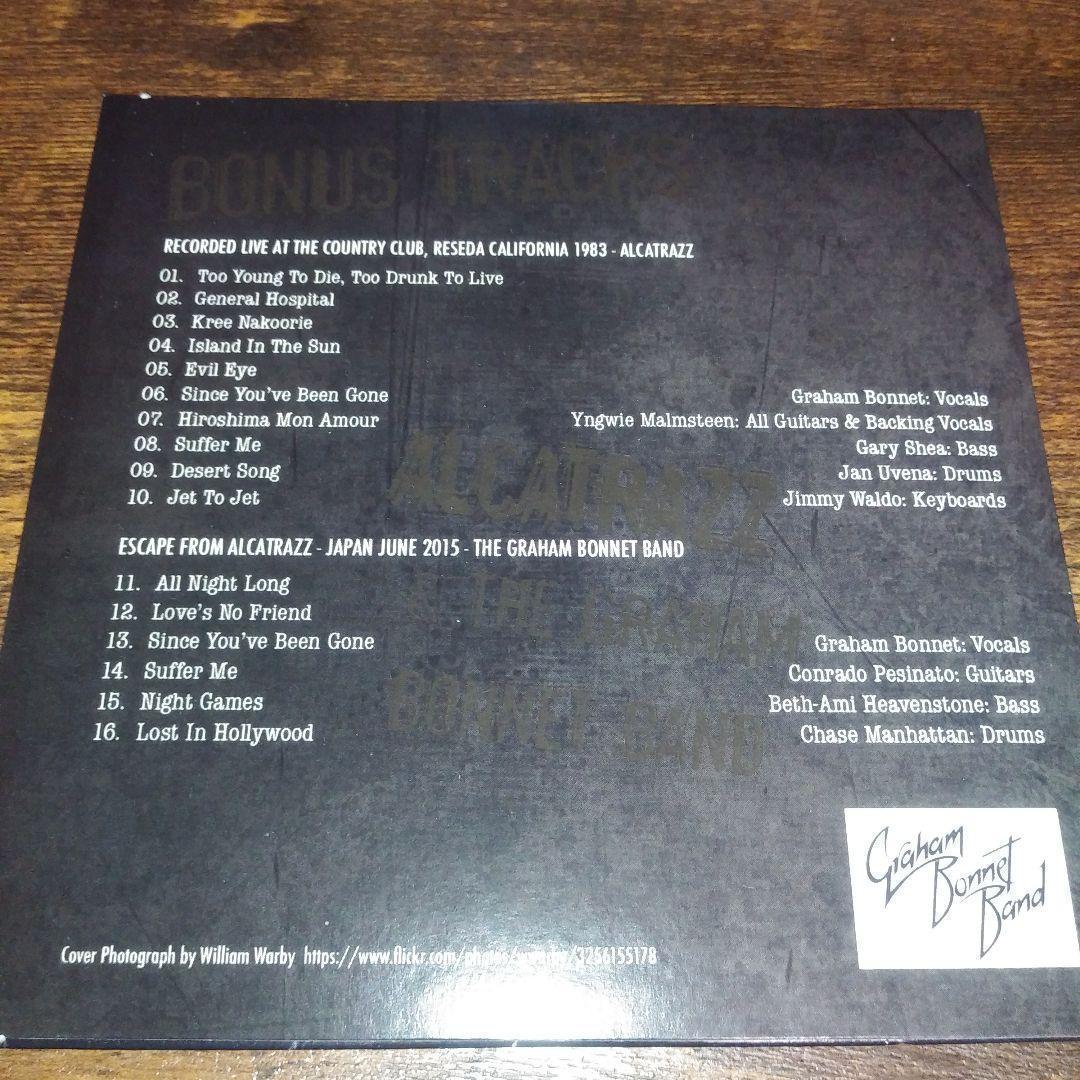 BONUS TRACKS
RECORDED LIVE AT THE COUNTRY CLUB, RESEDA CALIFORNIA 1983 - ALCATRAZZ
01. Too Young To Die, Too Drunk To Live
02. General Hospital
03. Kree Nakoorie
04. Island In The Sun
05. Evil Eye
06. Since You've Been Gone
07. Hiroshima Mon Amour
08. Suffer Me
09. Desert Song
10. Jet To Jet
Graham Bonnet: Vocals
Yngwie Malmsteen: All Guitars & Backing Vocals
Gary Shea: Bass
Jan Uvena: Drums
Jimmy Waldo: Keyboards
ALCATRAZZ
& THE GRAHAM
BONNET BAND
ESCAPE FROM ALCATRAZZ - JAPAN JUNE 2015 - THE GRAHAM BONNET BAND
11. All Night Long
12. Love's No Friend
13. Since You've Been Gone
14. Suffer Me
15. Night Games
16. Lost In Hollywood
Graham Bonnet: Vocals
Conrado Pesinato: Guitars
Beth-Ami Heavenstone: Bass
Chase Manhattan: Drums
Graham
Bonnet
Band
Cover Photograph by William Warby https://www.flickr.com/photos/wwarby/3256155178